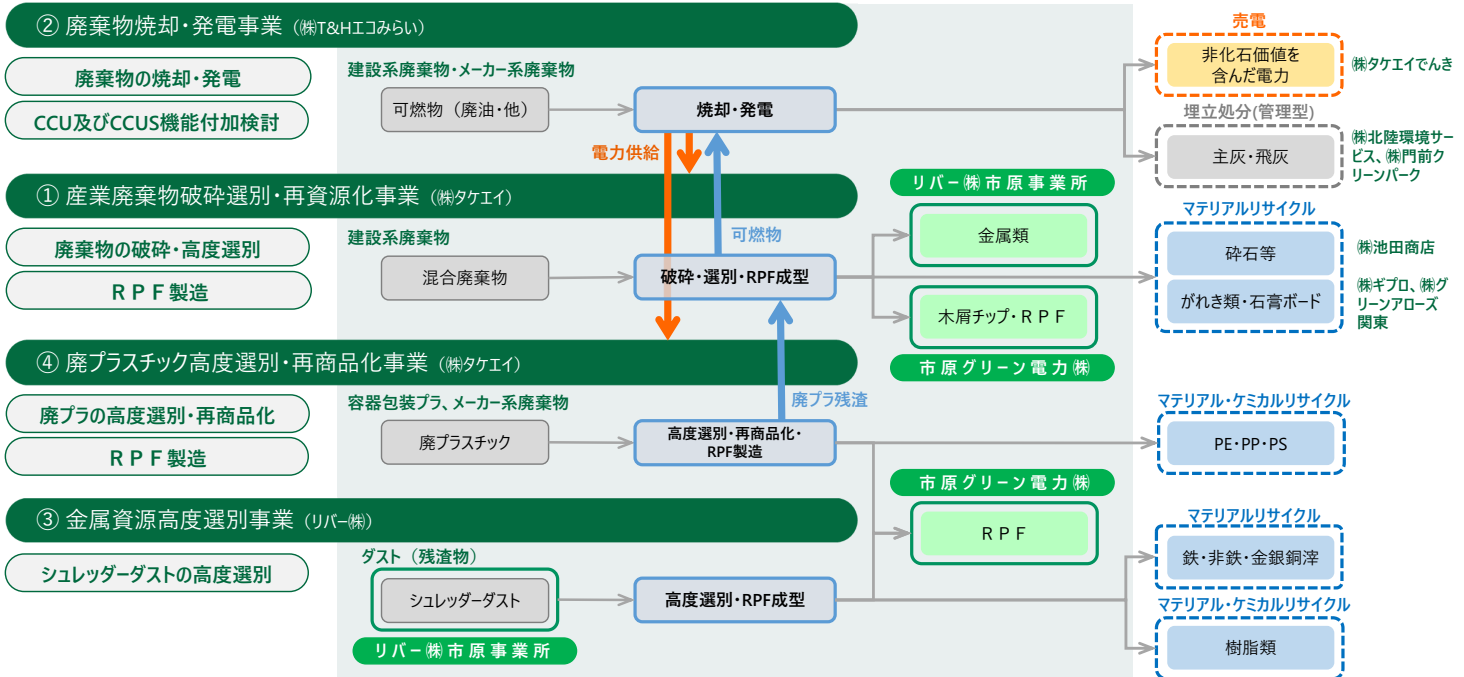 ② 廃棄物焼却・発電事業（㈱T&Hエコみらい）
廃棄物の焼却・発電
CCU及びCCUS機能付加検討
建設系廃棄物・メーカー系廃棄物
可燃物（廃油・他）
焼却・発電
電力供給
売電
非化石価値を
含んだ電力
㈱タケエイでんき
埋立処分(管理型)
主灰・飛灰
㈱北陸環境サー
ビス、㈱門前ク
リーンパーク
① 産業廃棄物破砕選別・再資源化事業（㈱タケエイ）
廃棄物の破砕・高度選別
ＲＰＦ製造
建設系廃棄物
混合廃棄物
可燃物
破砕・選別・RPF成型
リバー㈱市原事業所
金属類
木屑チップ・ＲＰＦ
市原グリーン電力㈱
マテリアルリサイクル
砕石等
がれき類・石膏ボード
㈱池田商店
㈱ギプロ、㈱グ
リーンアローズ
関東
④ 廃プラスチック高度選別・再商品化事業（㈱タケエイ）
廃プラの高度選別・再商品化
ＲＰＦ製造
容器包装プラ、メーカー系廃棄物
廃プラスチック
廃プラ残渣
高度選別・再商品化・
RPF製造
マテリアル・ケミカルリサイクル
PE・PP・PS
市原グリーン電力㈱
ＲＰＦ
③ 金属資源高度選別事業（リバー㈱）
シュレッダーダストの高度選別
ダスト（残渣物）
シュレッダーダスト
リバー㈱市原事業所
高度選別・RPF成型
マテリアルリサイクル
鉄・非鉄・金銀銅滓
マテリアル・ケミカルリサイクル
樹脂類